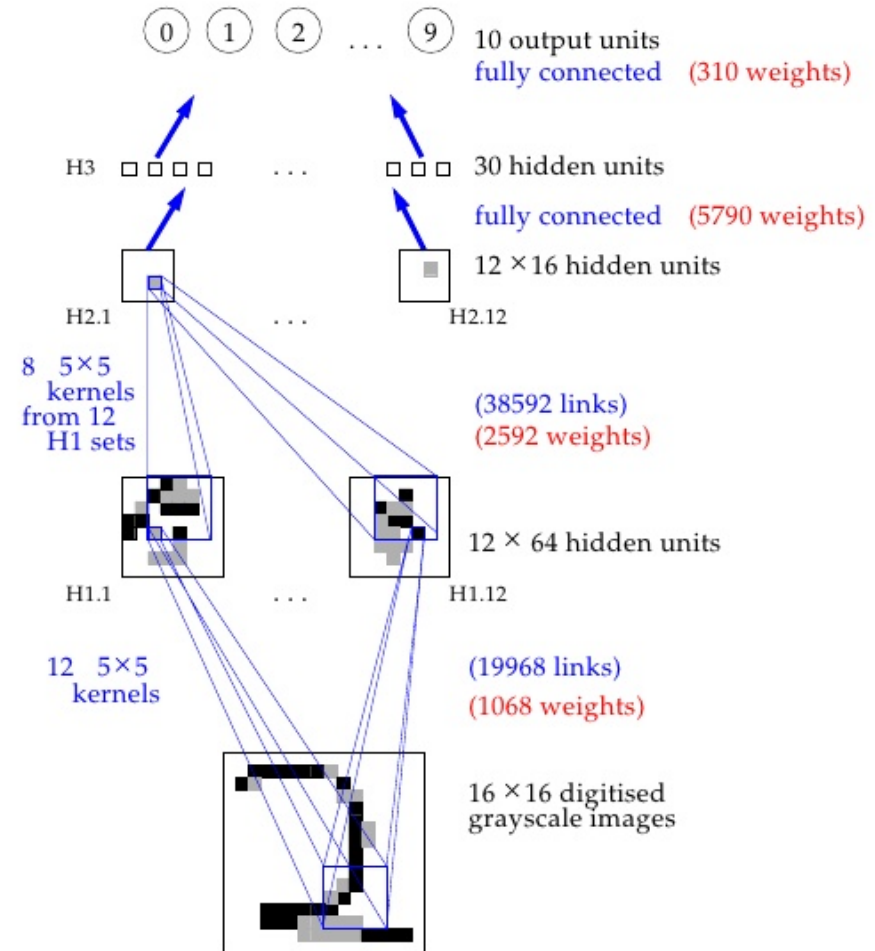 0 1 2 ... 9
10 output units
fully connected (310 weights)
H3 ... 30 hidden units
fully connected (5790 weights)
12 × 16 hidden units
H2.1 ... H2.12
8 5×5
kernels
from 12
H1 sets
(38592 links)
(2592 weights)
12 × 64 hidden units
H1.1 ... H1.12
12 5×5
kernels
(19968 links)
(1068 weights)
16 × 16 digitised
grayscale images